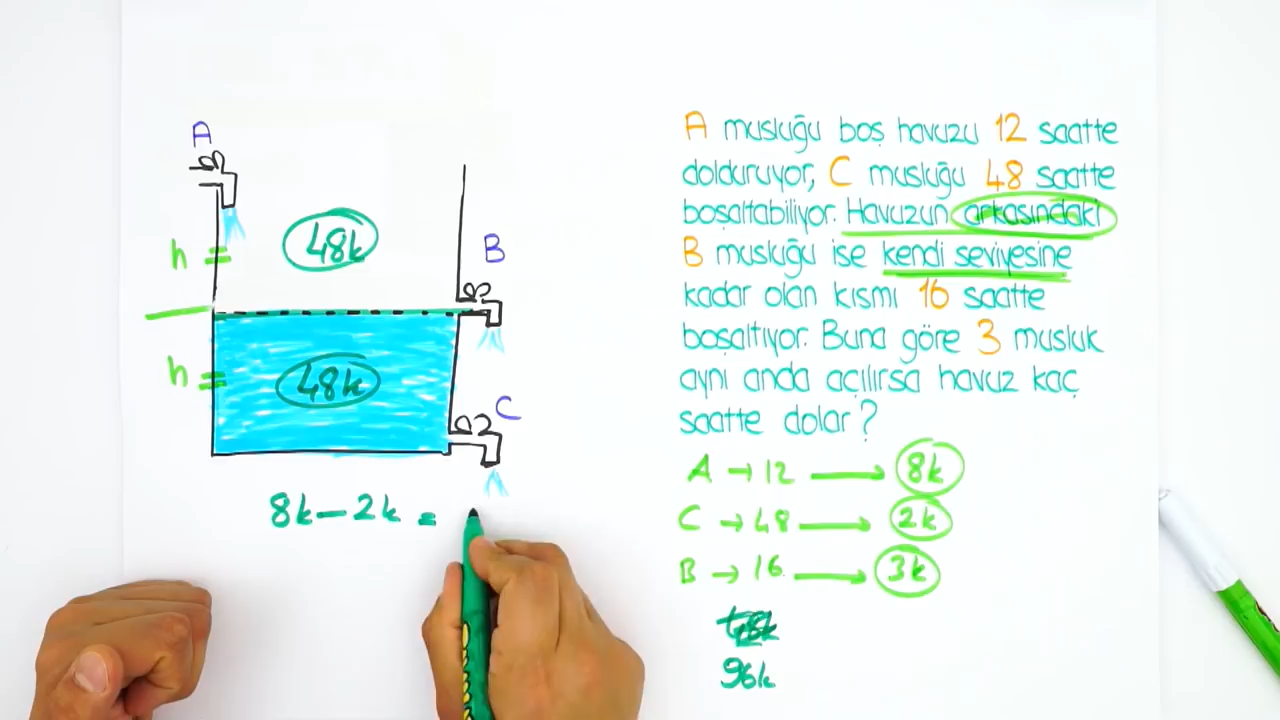 A
h =
48k
B
h =
48k
C
8k - 2k =
A musluğu boş havuzu 12 saatte
dolduruyor, C musluğu 48 saatte
boşaltabiliyor. Havuzun arkasındaki
B musluğu ise kendi seviyesine
kadar olan kısmı 16 saatte
boşaltıyor. Buna göre 3 musluk
aynı anda açılırsa havuz kaç
saatte dolar?
A → 12 → 8k
C → 48 → 2k
B → 16 → 3k
96k